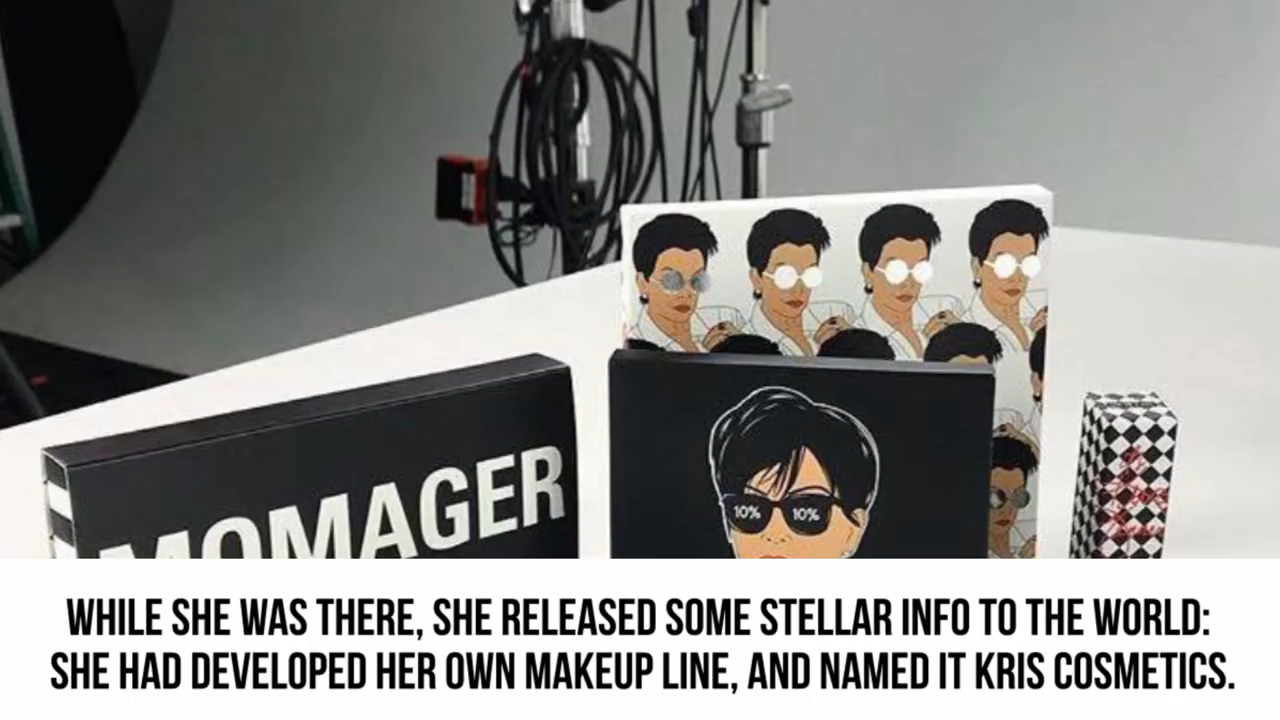 10% 10%
MOMAGER
WHILE SHE WAS THERE, SHE RELEASED SOME STELLAR INFO TO THE WORLD:
SHE HAD DEVELOPED HER OWN MAKEUP LINE, AND NAMED IT KRIS COSMETICS.